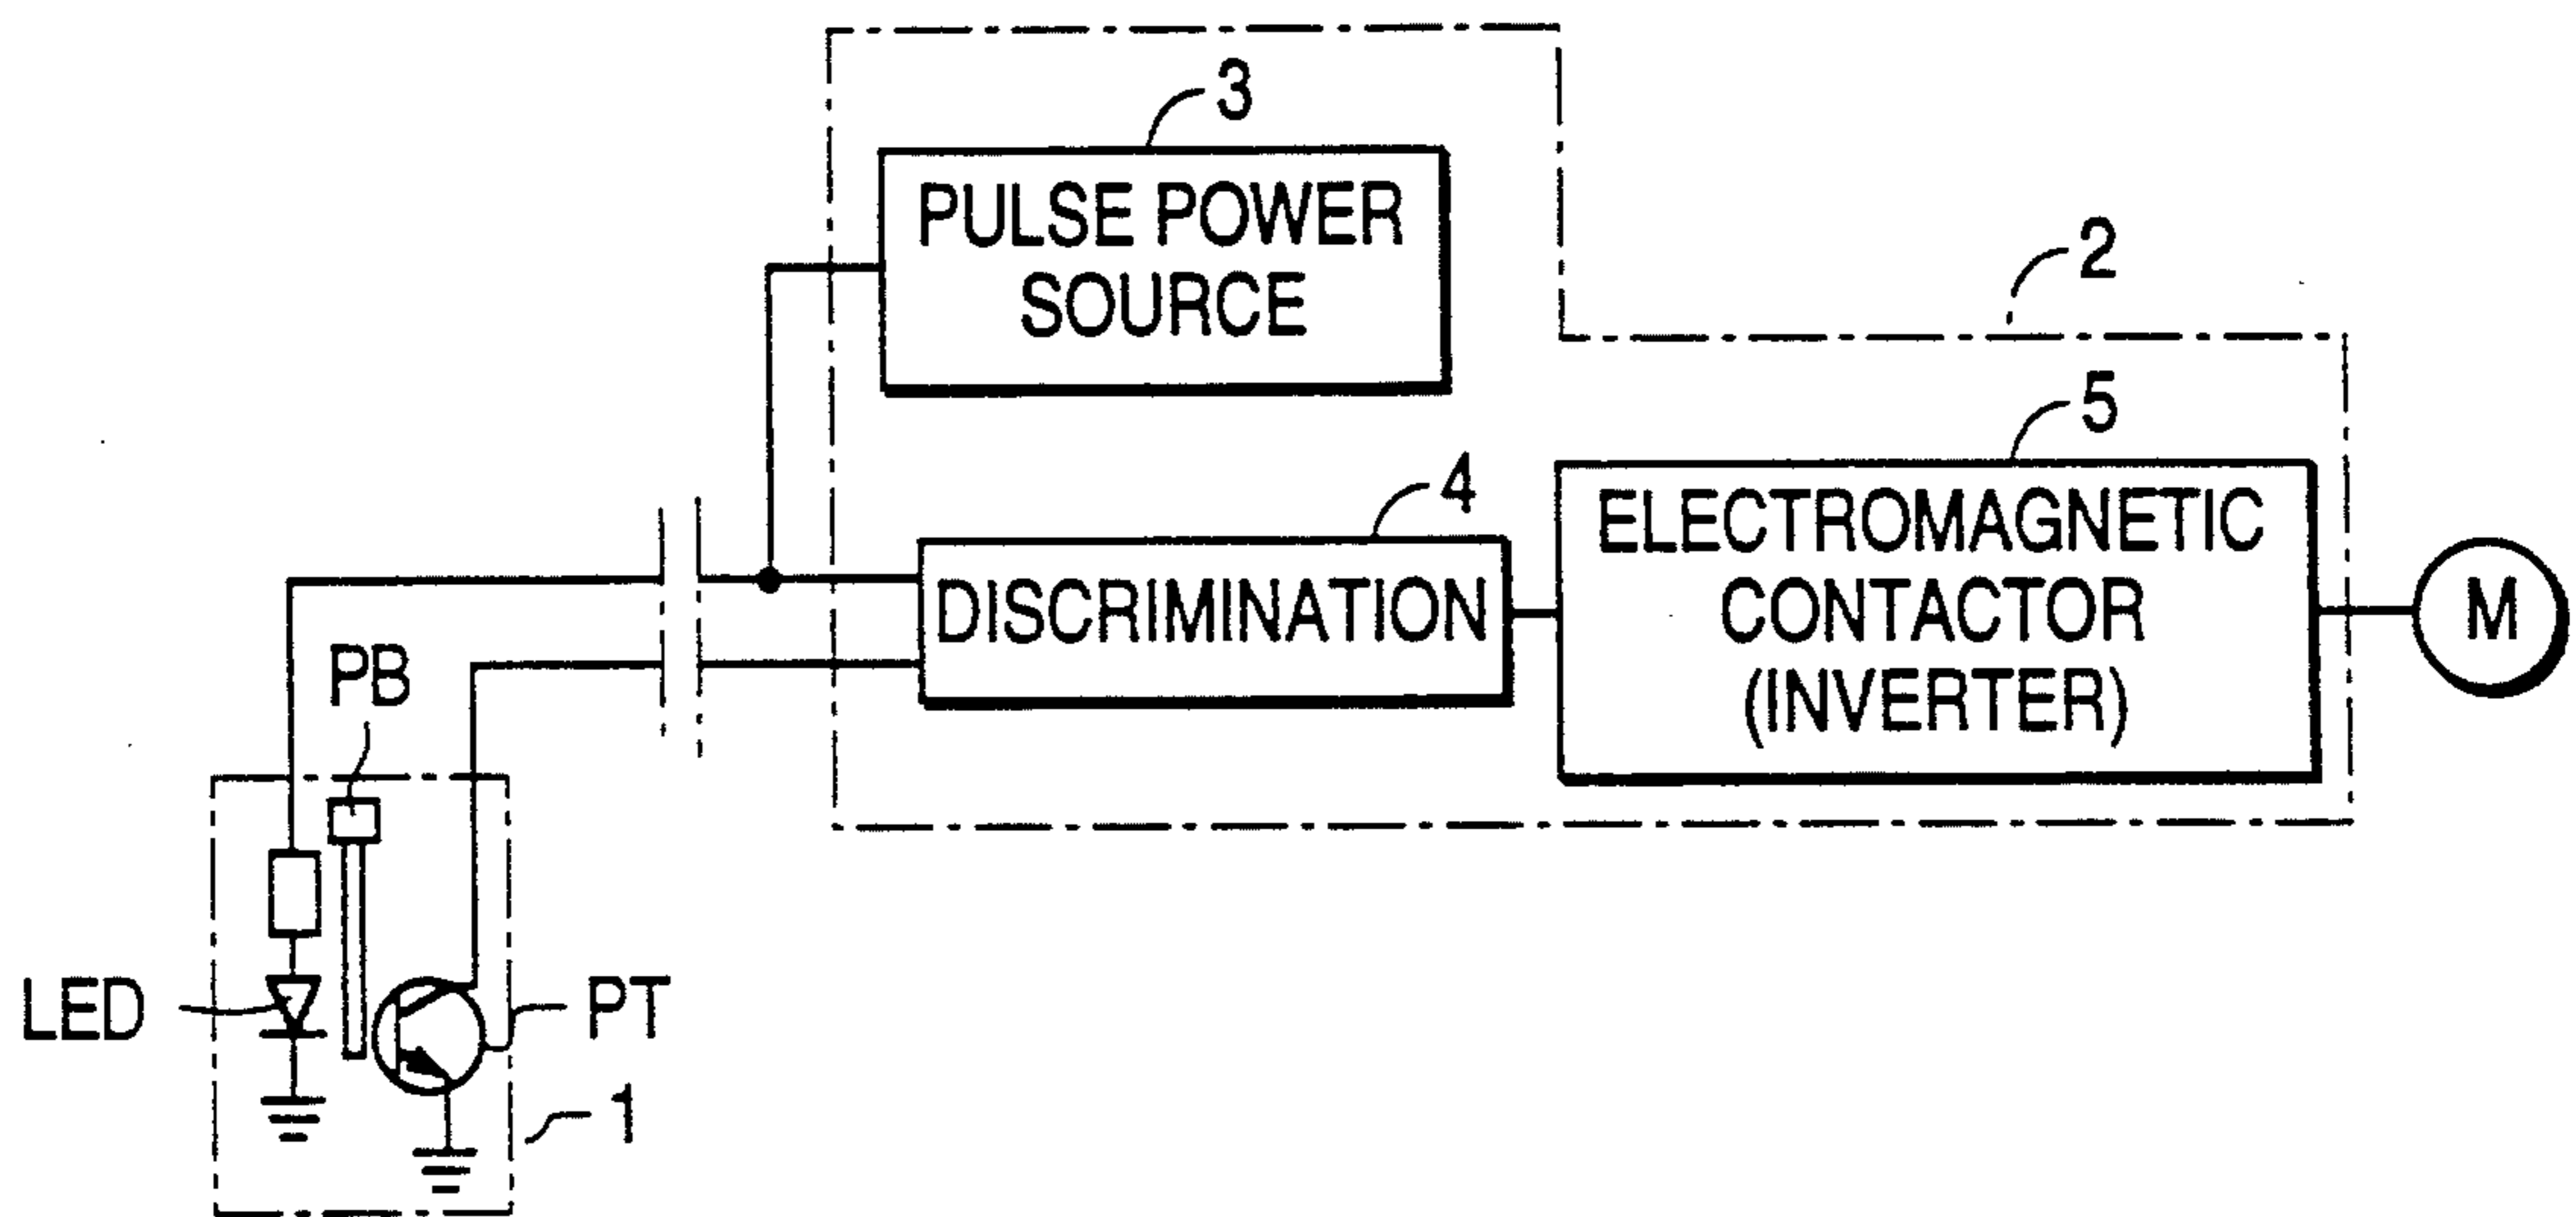 3
PULSE POWER
SOURCE
2
5
4
ELECTROMAGNETIC
CONTACTOR
(INVERTER)
DISCRIMINATION
M
PB
LED
PT
1